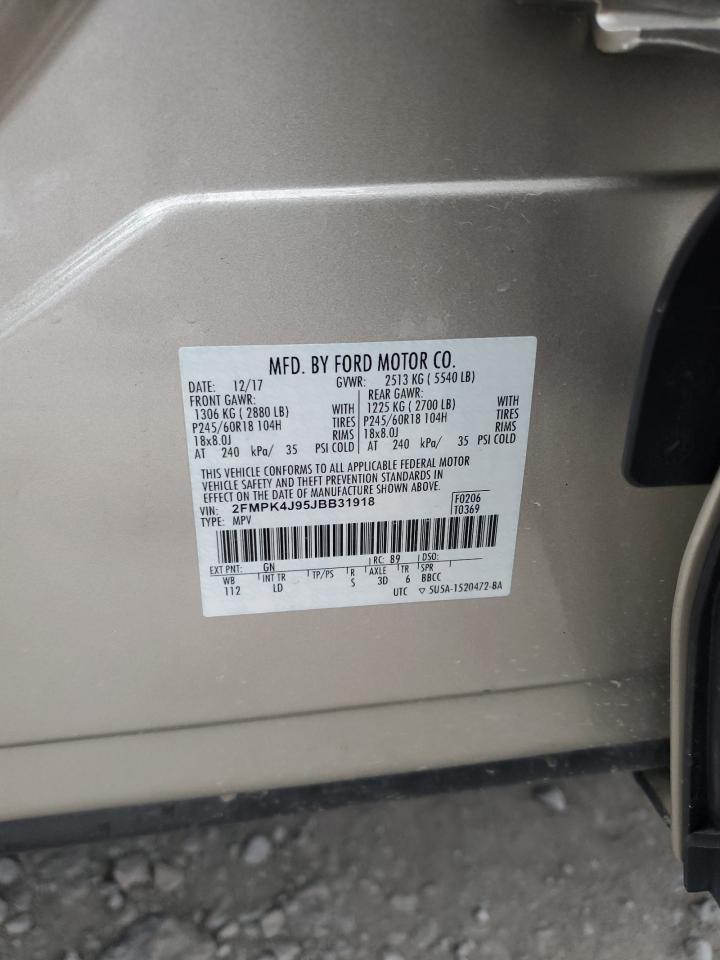 MFD. BY FORD MOTOR CO.
DATE: 12/17 GVWR: 2513 KG ( 5540 LB)
FRONT GAWR: REAR GAWR:
1306 KG ( 2880 LB) WITH 1225 KG ( 2700 LB) WITH
P245/60R18 104H TIRES P245/60R18 104H TIRES
18x8.0J RIMS 18x8.0J RIMS
AT 240 kPa/ 35 PSI COLD AT 240 kPa/ 35 PSI COLD
THIS VEHICLE CONFORMS TO ALL APPLICABLE FEDERAL MOTOR
VEHICLE SAFETY AND THEFT PREVENTION STANDARDS IN
EFFECT ON THE DATE OF MANUFACTURE SHOWN ABOVE.
VIN: 2FMPK4J95JBB31918 F0206
TYPE: MPV T0369
EXT PNT: GN RC: 89 DSO:
WB INT TR TP/PS R AXLE TR SPR
112 LD S 3D 6 BBCC
UTC ▽ 5U5A-1520472-BA